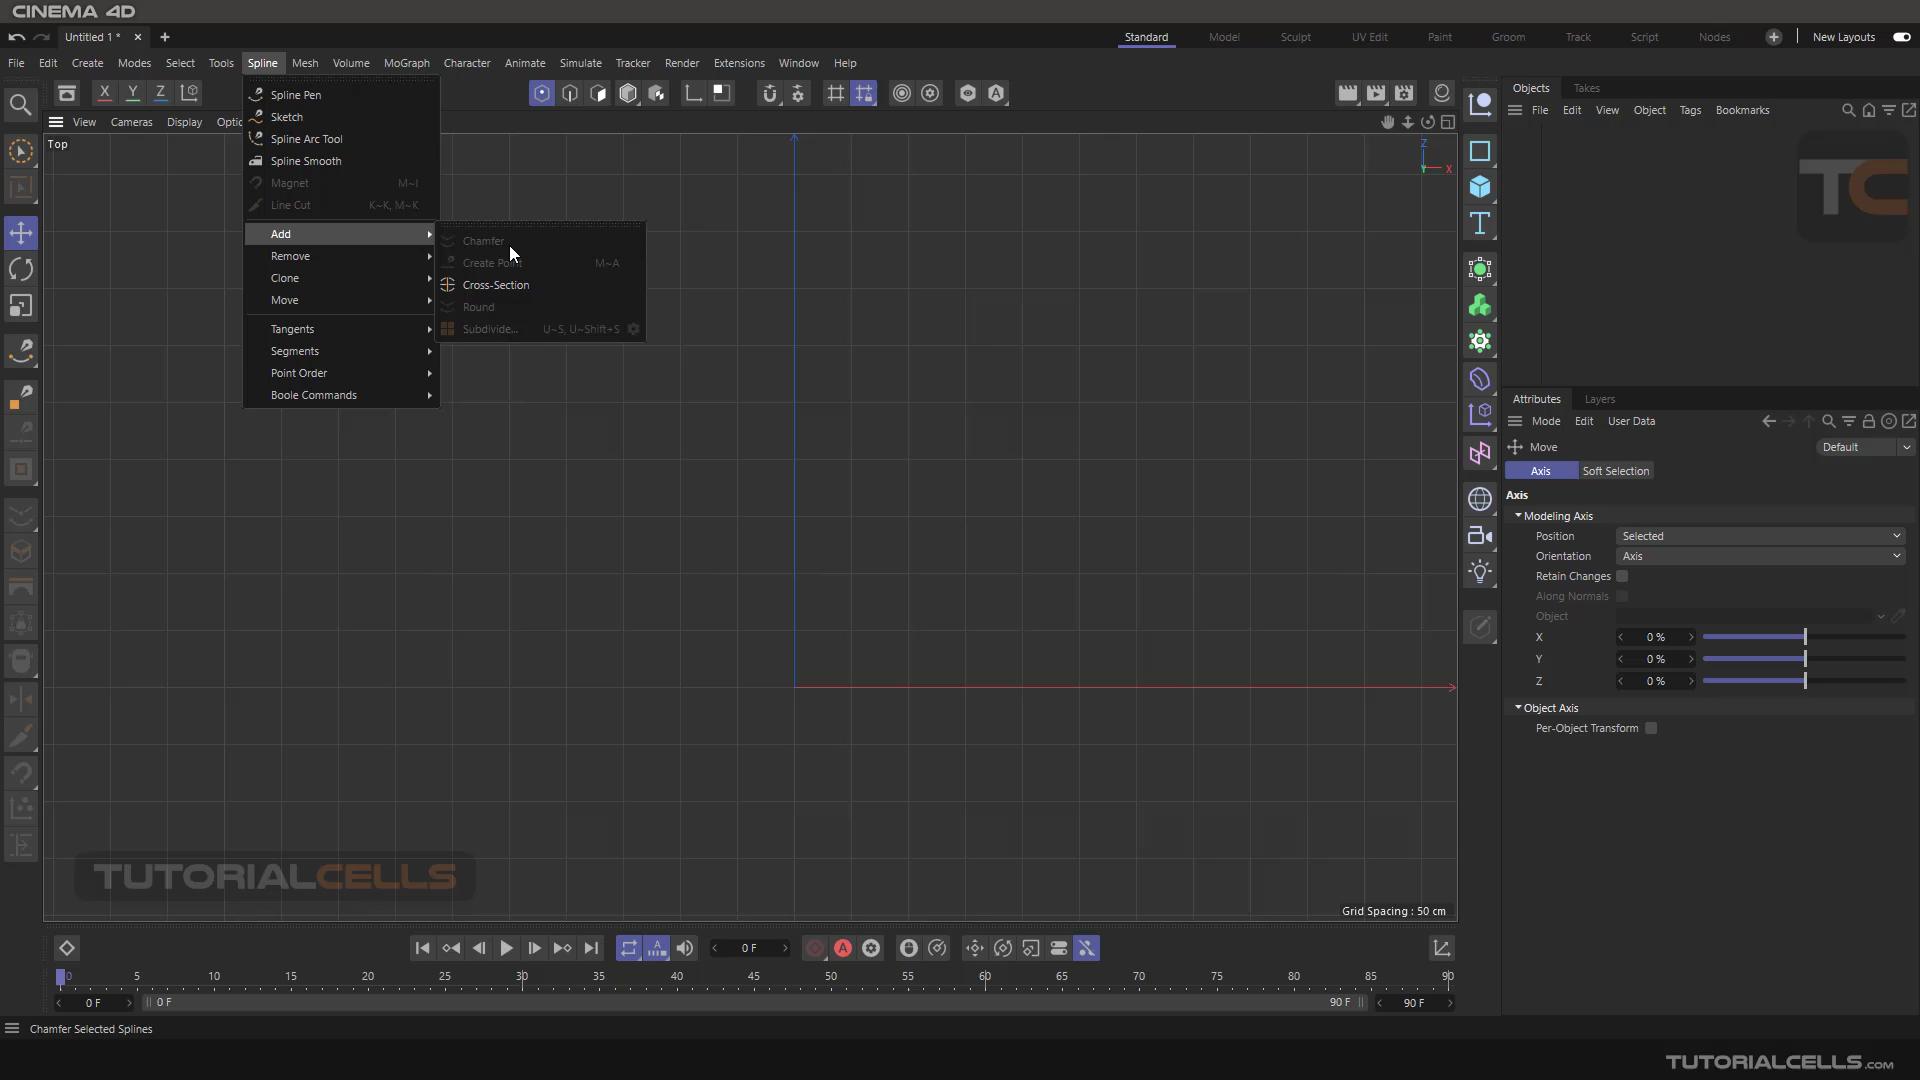 CINEMA 4D
Untitled 1 *
Standard Model Sculpt UV Edit Paint Groom Track Script Nodes New Layouts
File Edit Create Modes Select Tools Spline Mesh Volume MoGraph Character Animate Simulate Tracker Render Extensions Window Help
X Y Z
View Cameras Display
Top
Spline Pen
Sketch
Spline Arc Tool
Spline Smooth
Magnet M~I
Line Cut K~K, M~K
Add
Remove
Clone
Move
Tangents
Segments
Point Order
Boole Commands
Chamfer
Create Point M~A
Cross-Section
Round
Subdivide... U~S, U~Shift+S
Z
Y X
Objects Takes
File Edit View Object Tags Bookmarks
TC
Attributes Layers
Mode Edit User Data
Move Default
Axis Soft Selection
Axis
Modeling Axis
Position Selected
Orientation Axis
Retain Changes
Along Normals
Object
X 0 %
Y 0 %
Z 0 %
Object Axis
Per-Object Transform
TUTORIALCELLS
Grid Spacing : 50 cm
0 F
0 5 10 15 20 25 30 35 40 45 50 55 60 65 70 75 80 85 90
0 F 0 F 90 F 90 F
Chamfer Selected Splines
TUTORIALCELLS.com